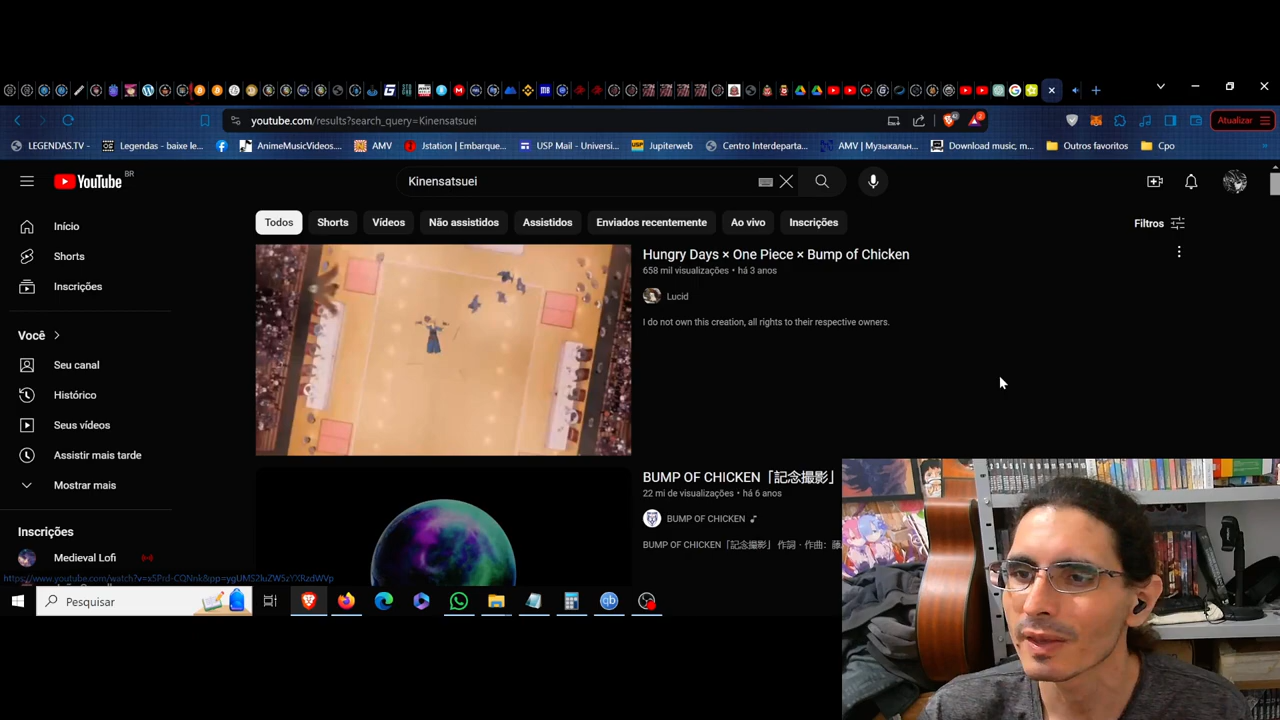 youtube.com/results?search_query=Kinensatsuei
Atualizar
LEGENDAS.TV -
Legendas - baixe le...
AnimeMusicVideos....
AMV
Jstation | Embarque...
USP Mail - Universi...
Jupiterweb
Centro Interdeparta...
AMV | Музыкальн...
Download music, m...
Outros favoritos
Cpo
YouTube BR
Kinensatsuei
Todos
Shorts
Vídeos
Não assistidos
Assistidos
Enviados recentemente
Ao vivo
Inscrições
Filtros
Início
Shorts
Inscrições
Você
Seu canal
Histórico
Seus vídeos
Assistir mais tarde
Mostrar mais
Inscrições
Medieval Lofi
Hungry Days × One Piece × Bump of Chicken
658 mil visualizações • há 3 anos
Lucid
I do not own this creation, all rights to their respective owners.
BUMP OF CHICKEN「記念撮影」
22 mi de visualizações • há 6 anos
BUMP OF CHICKEN
BUMP OF CHICKEN「記念撮影」 作詞・作曲：藤
Pesquisar